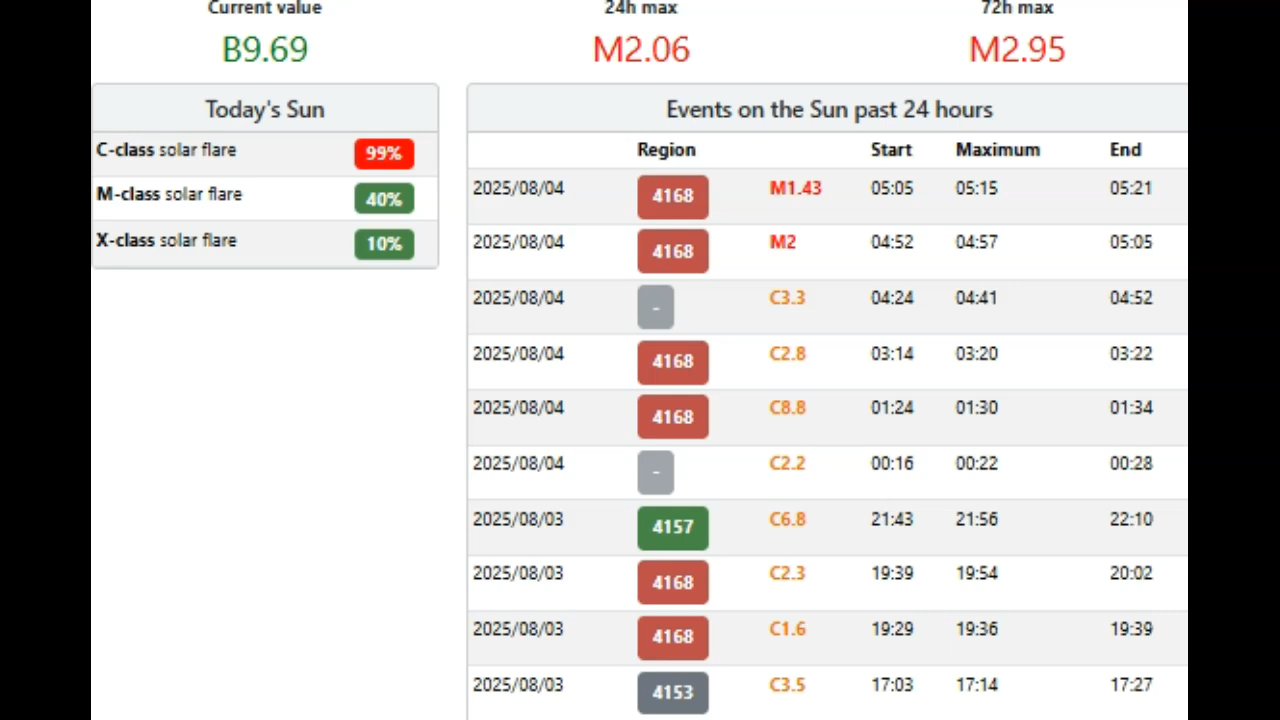 Current value 24h max 72h max
B9.69 M2.06 M2.95
Today's Sun
C-class solar flare 99%
M-class solar flare 40%
X-class solar flare 10%
Events on the Sun past 24 hours
Region Start Maximum End
2025/08/04 4168 M1.43 05:05 05:15 05:21
2025/08/04 4168 M2 04:52 04:57 05:05
2025/08/04 - C3.3 04:24 04:41 04:52
2025/08/04 4168 C2.8 03:14 03:20 03:22
2025/08/04 4168 C8.8 01:24 01:30 01:34
2025/08/04 - C2.2 00:16 00:22 00:28
2025/08/03 4157 C6.8 21:43 21:56 22:10
2025/08/03 4168 C2.3 19:39 19:54 20:02
2025/08/03 4168 C1.6 19:29 19:36 19:39
2025/08/03 4153 C3.5 17:03 17:14 17:27